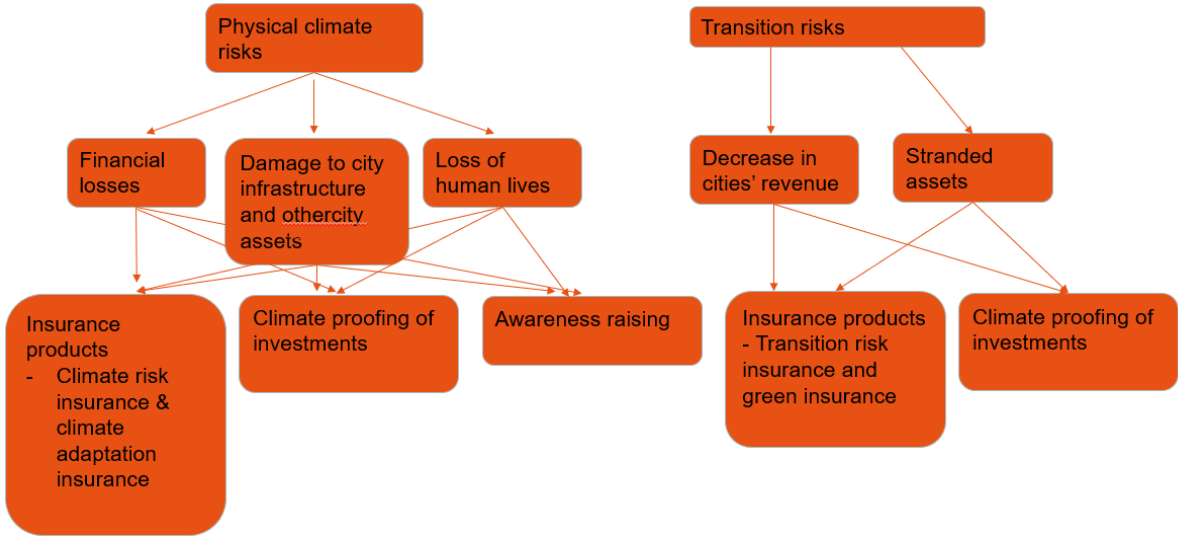 Physical climate
risks
Transition risks
Financial
losses
Damage to city
infrastructure
and othercity
assets
Loss of
human lives
Decrease in
cities’ revenue
Stranded
assets
Insurance
products
- Climate risk
insurance &
climate
adaptation
insurance
Climate proofing of
investments
Awareness raising
Insurance products
- Transition risk
insurance and
green insurance
Climate proofing of
investments